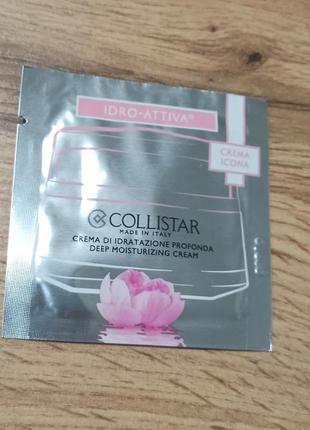 IDRO-ATTIVA®
CREMA
ICONA
COLLISTAR
MADE IN ITALY
CREMA DI IDRATAZIONE PROFONDA
DEEP MOISTURIZING CREAM